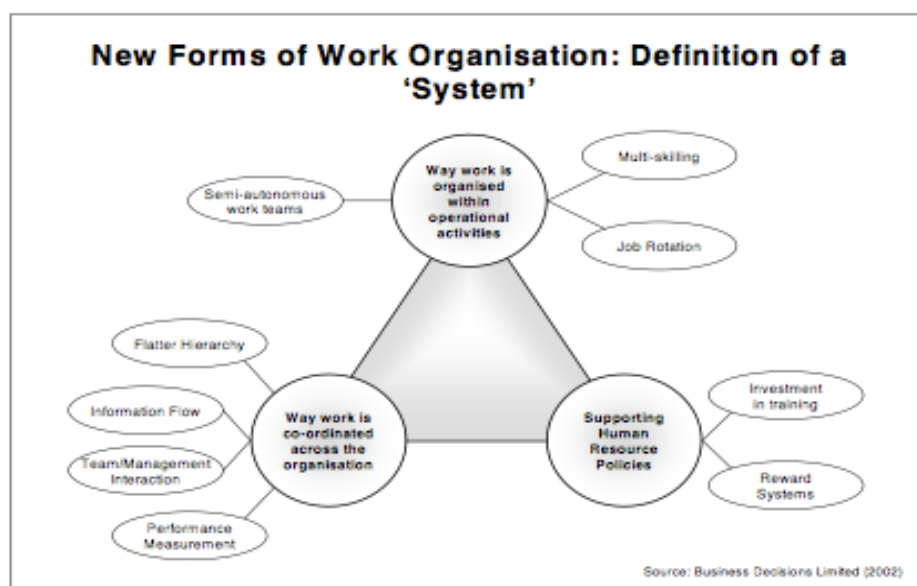 New Forms of Work Organisation: Definition of a
‘System’
Way work is
organised
within
operational
activities
Semi-autonomous
work teams
Multi-skilling
Job Rotation
Flatter Hierarchy
Information Flow
Team/Management
Interaction
Performance
Measurement
Way work is
co-ordinated
across the
organisation
Supporting
Human
Resource
Policies
Investment
in training
Reward
Systems
Source: Business Decisions Limited (2002)